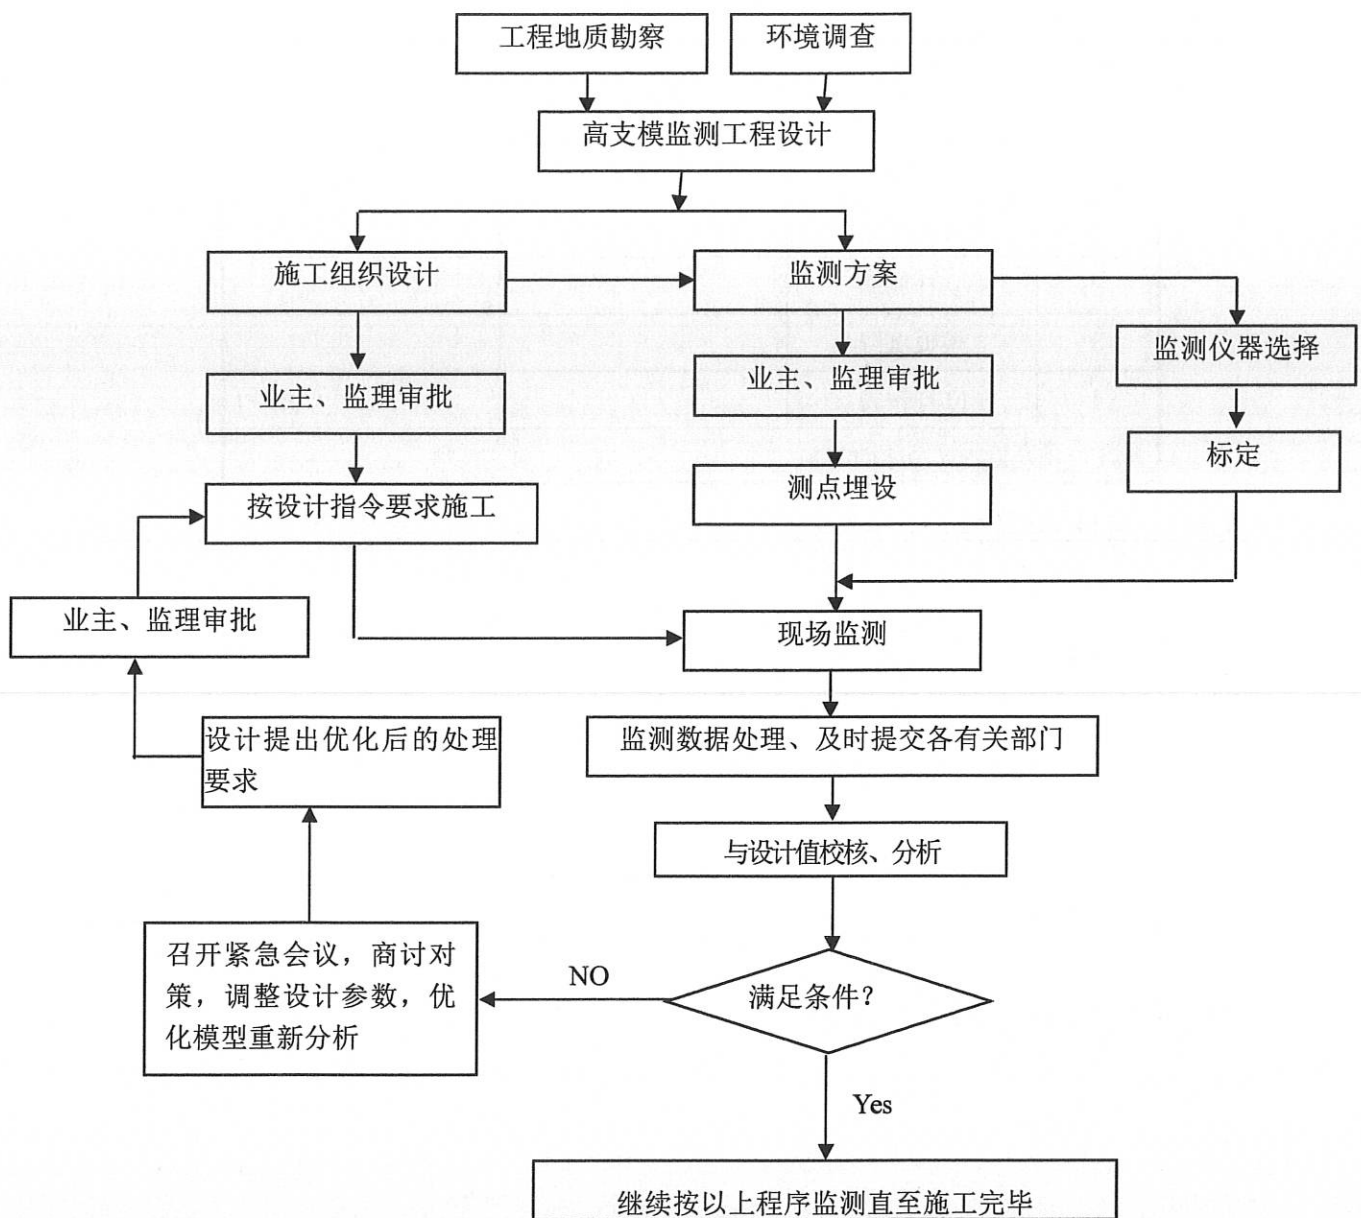 工程地质勘察
环境调查
高支模监测工程设计
施工组织设计
监测方案
监测仪器选择
业主、监理审批
业主、监理审批
标定
按设计指令要求施工
测点埋设
业主、监理审批
现场监测
设计提出优化后的处理
要求
监测数据处理、及时提交各有关部门
与设计值校核、分析
召开紧急会议，商讨对
策，调整设计参数，优
化模型重新分析
NO
满足条件？
Yes
继续按以上程序监测直至施工完毕